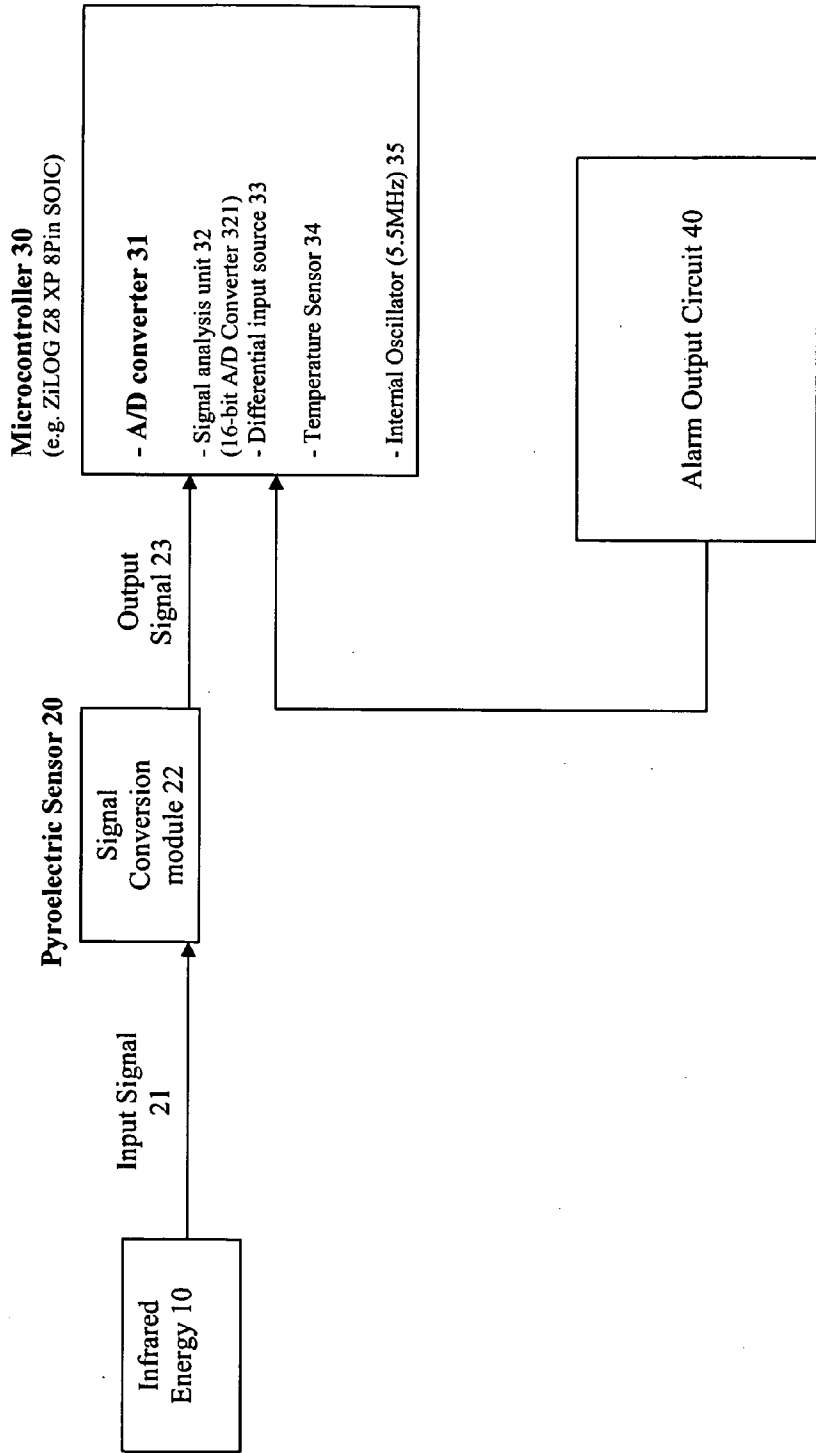 Infrared
Energy 10
Input Signal
21
Pyroelectric Sensor 20
Signal
Conversion
module 22
Output
Signal 23
Microcontroller 30
(e.g. ZiLOG Z8 XP 8Pin SOIC)
- A/D converter 31
- Signal analysis unit 32
(16-bit A/D Converter 321)
- Differential input source 33
- Temperature Sensor 34
- Internal Oscillator (5.5MHz) 35
Alarm Output Circuit 40